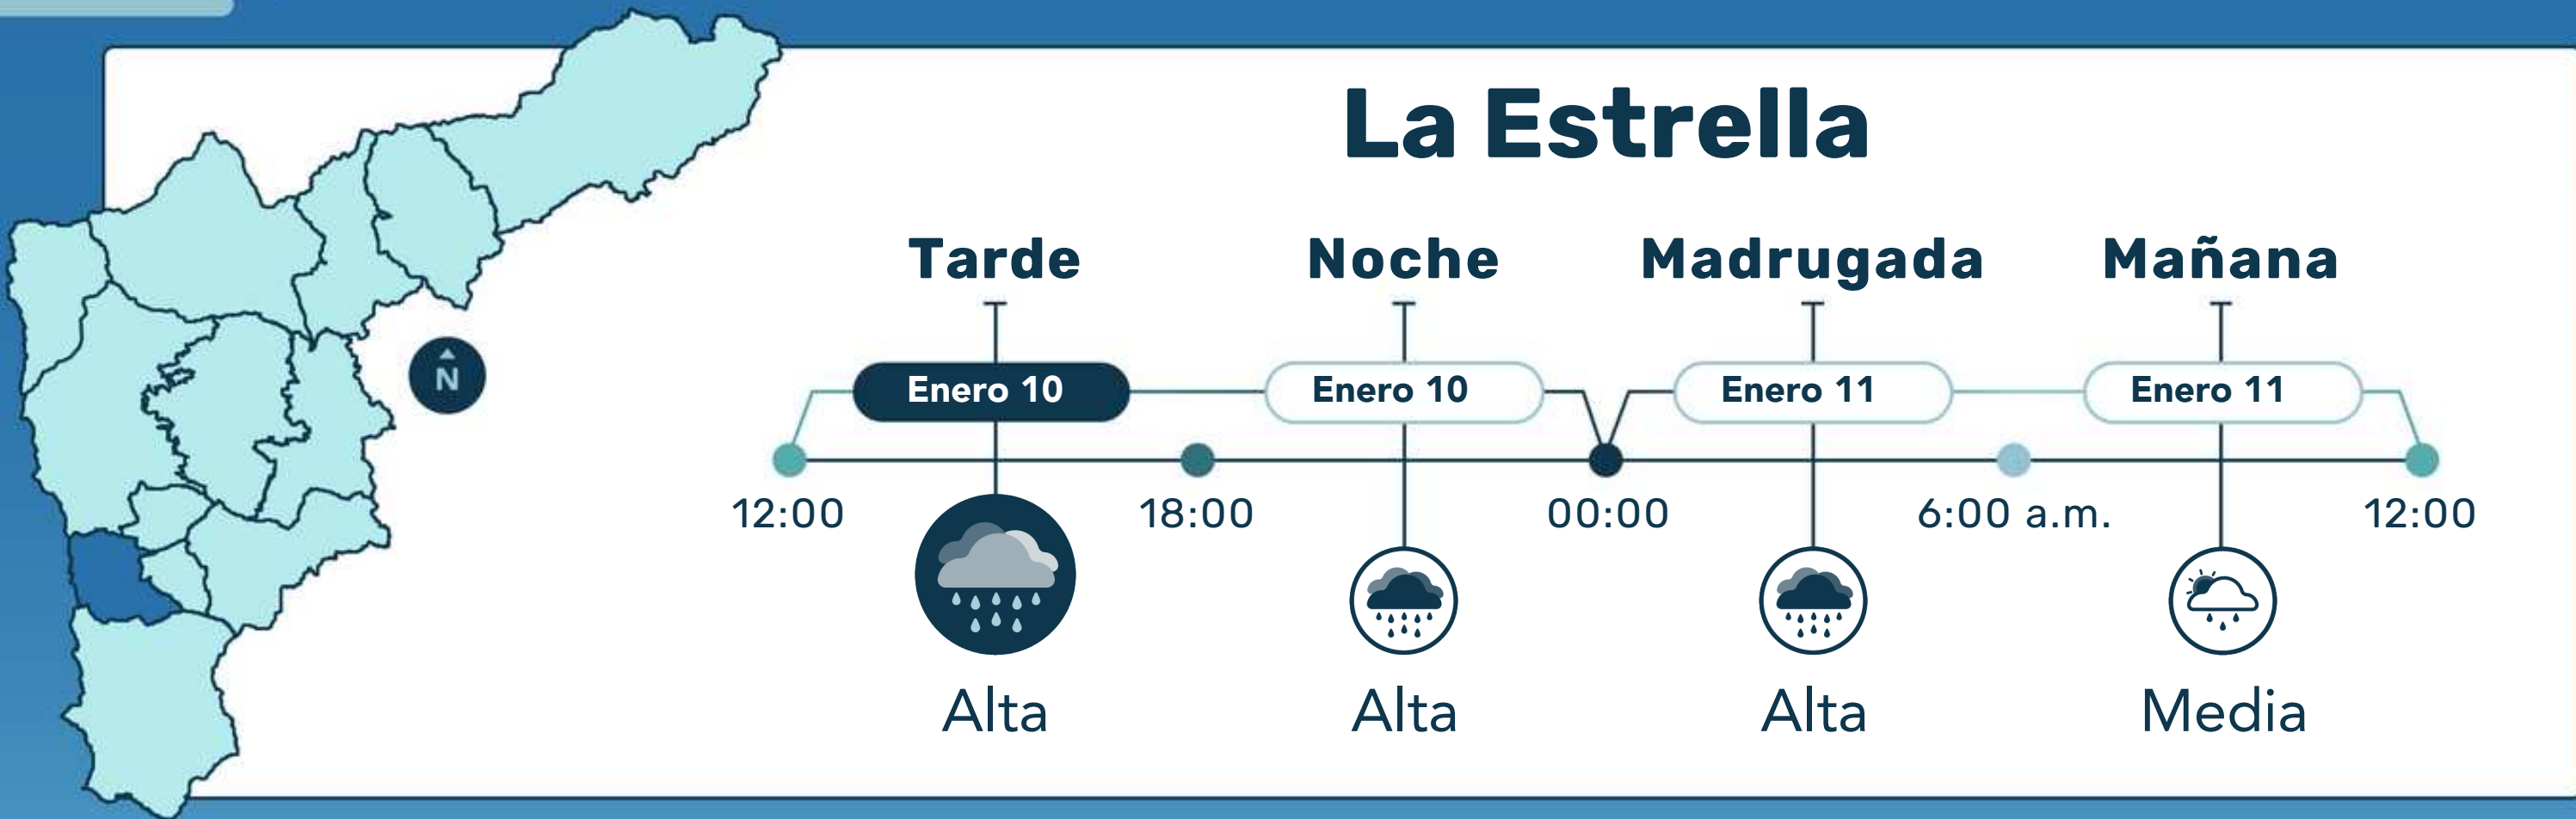 La Estrella
Tarde Noche Madrugada Mañana
N
Enero 10 Enero 10 Enero 11 Enero 11
12:00 18:00 00:00 6:00 a.m. 12:00
Alta Alta Alta Media